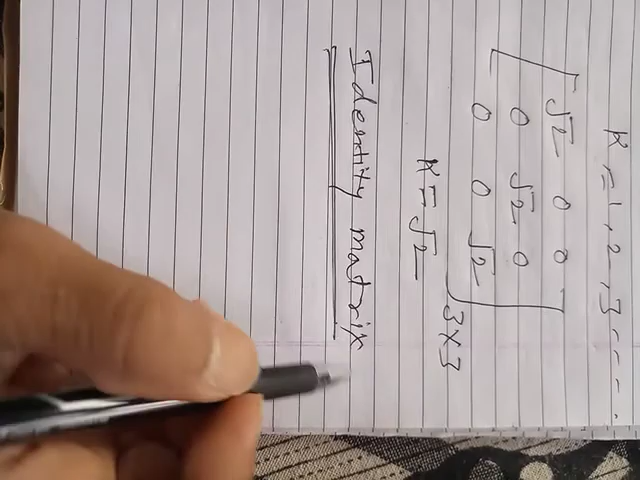 K = 1, 2, 3 - - - .
√2 0 0
0 √2 0
0 0 √2
3×3
K = √2
Identity matrix